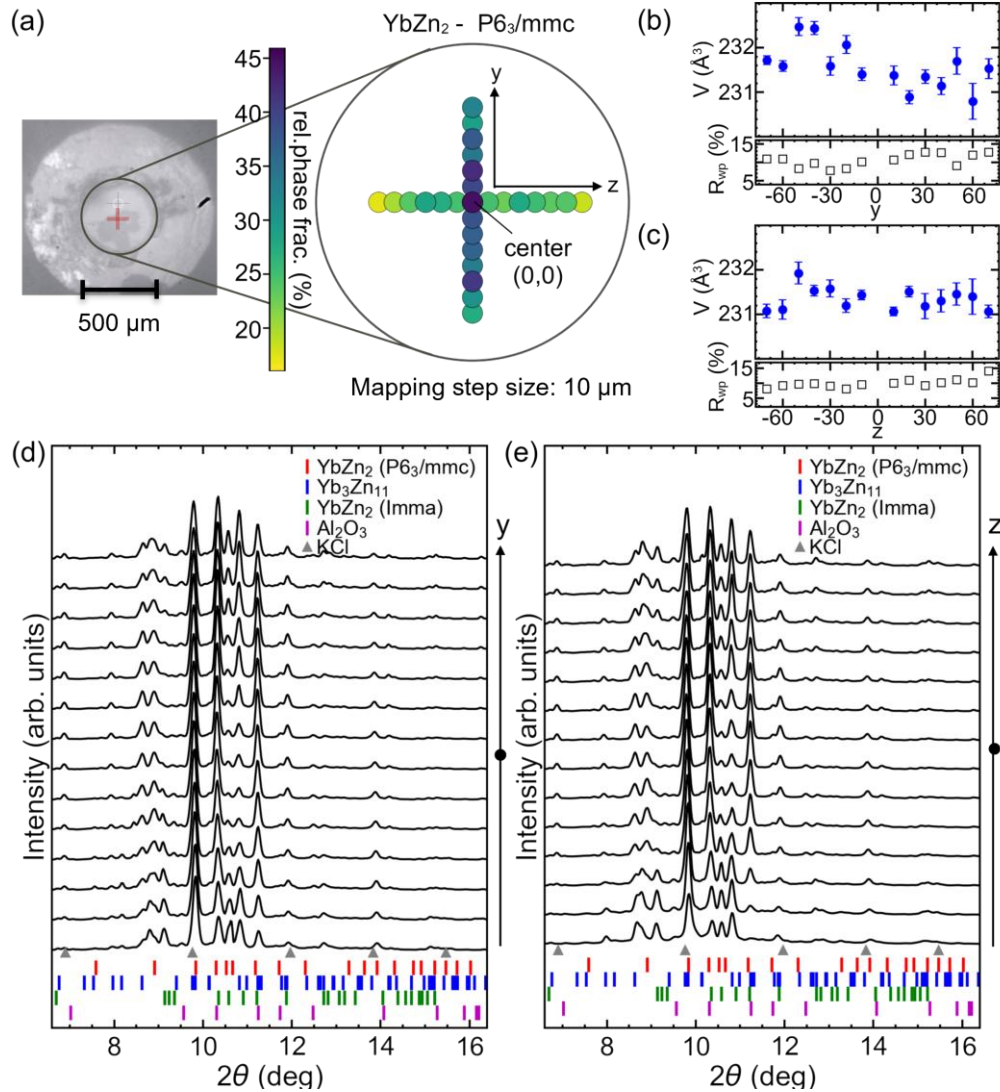 (a)
YbZn₂ - P6₃/mmc
45
40
35
30
25
20
rel.phase frac. (%)
y
z
center
(0,0)
500 µm
Mapping step size: 10 µm
(b)
V (Å³)
232
231
Rwp (%)
15
5
-60 -30 0 30 60
y
(c)
V (Å³)
232
231
Rwp (%)
15
5
-60 -30 0 30 60
z
(d)
YbZn₂ (P6₃/mmc)
Yb₃Zn₁₁
YbZn₂ (Imma)
Al₂O₃
KCl
y
Intensity (arb. units)
8 10 12 14 16
2θ (deg)
(e)
YbZn₂ (P6₃/mmc)
Yb₃Zn₁₁
YbZn₂ (Imma)
Al₂O₃
KCl
z
Intensity (arb. units)
8 10 12 14 16
2θ (deg)